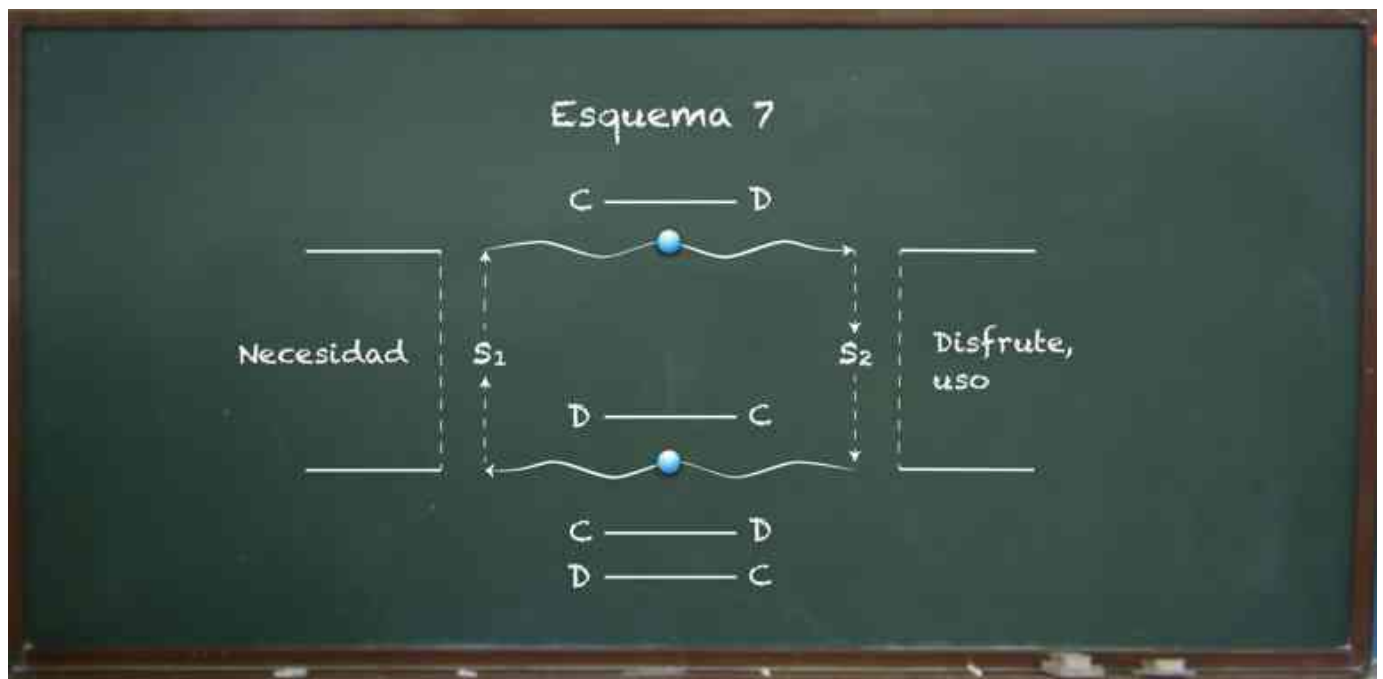 Esquema 7
C — D
Necesidad
S₁
S₂
Disfrute,
uso
D — C
C — D
D — C